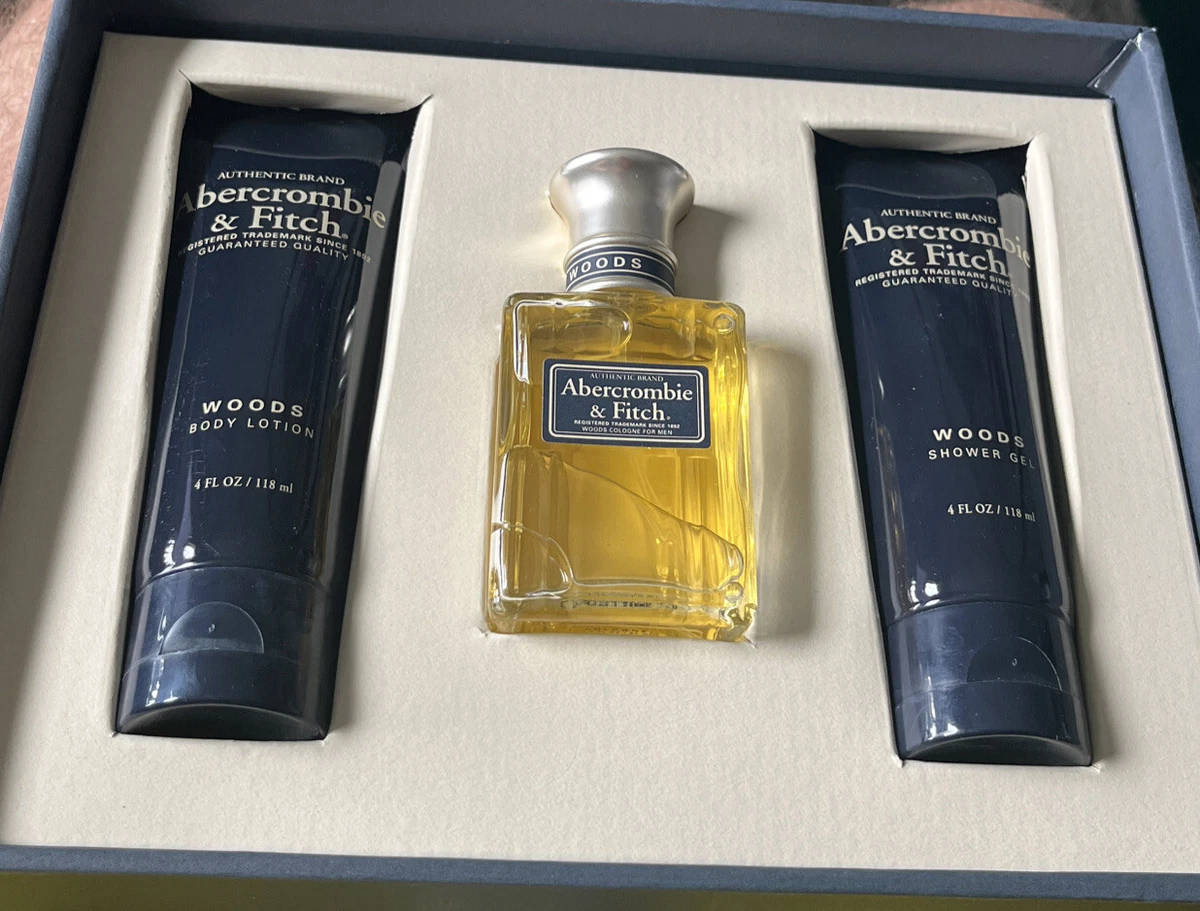 AUTHENTIC BRAND
Abercrombie
& Fitch.
REGISTERED TRADEMARK SINCE 1892
GUARANTEED QUALITY
WOODS
BODY LOTION
4 FL OZ / 118 ml
WOODS
AUTHENTIC BRAND
Abercrombie
& Fitch.
REGISTERED TRADEMARK SINCE 1892
WOODS COLOGNE FOR MEN
AUTHENTIC BRAND
Abercrombie
& Fitch.
REGISTERED TRADEMARK SINC
GUARANTEED QUALIT
WOODS
SHOWER GEL
4 FL OZ / 118 ml